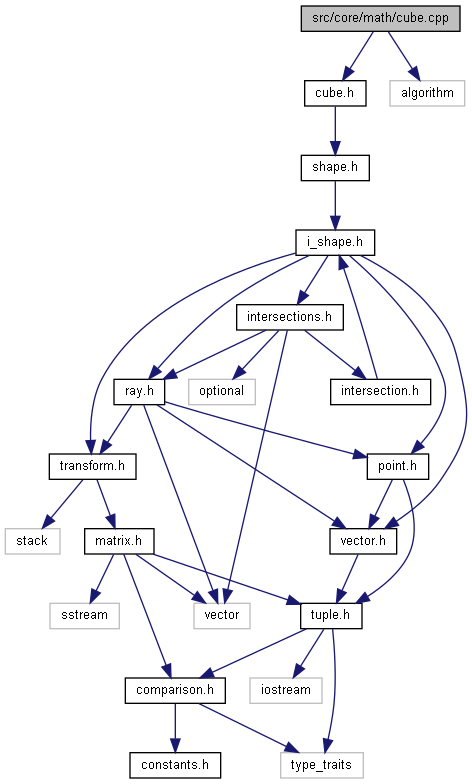 src/core/math/cube.cpp
cube.h
algorithm
shape.h
i_shape.h
intersections.h
ray.h
optional
intersection.h
transform.h
point.h
stack
matrix.h
vector.h
sstream
vector
tuple.h
comparison.h
iostream
constants.h
type_traits